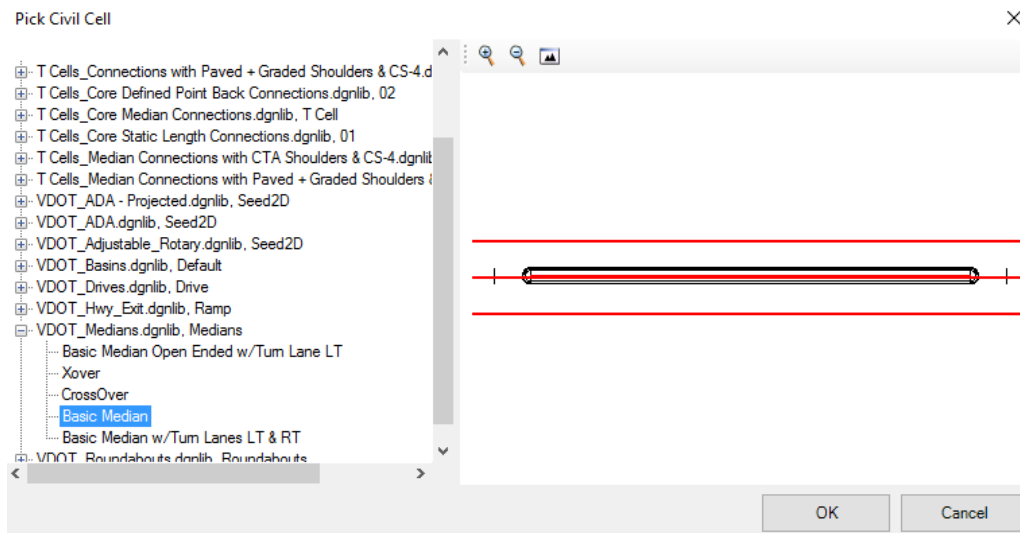 Pick Civil Cell
T Cells_Connections with Paved + Graded Shoulders & CS-4.d
T Cells_Core Defined Point Back Connections.dgnlib, 02
T Cells_Core Median Connections.dgnlib, T Cell
T Cells_Core Static Length Connections.dgnlib, 01
T Cells_Median Connections with CTA Shoulders & CS-4.dgnlib
T Cells_Median Connections with Paved + Graded Shoulders &
VDOT_ADA - Projected.dgnlib, Seed2D
VDOT_ADA.dgnlib, Seed2D
VDOT_Adjustable_Rotary.dgnlib, Seed2D
VDOT_Basins.dgnlib, Default
VDOT_Drives.dgnlib, Drive
VDOT_Hwy_Exit.dgnlib, Ramp
VDOT_Medians.dgnlib, Medians
Basic Median Open Ended w/Turn Lane LT
Xover
CrossOver
Basic Median
Basic Median w/Turn Lanes LT & RT
VDOT_Roundabouts.dgnlib, Roundabouts
OK
Cancel